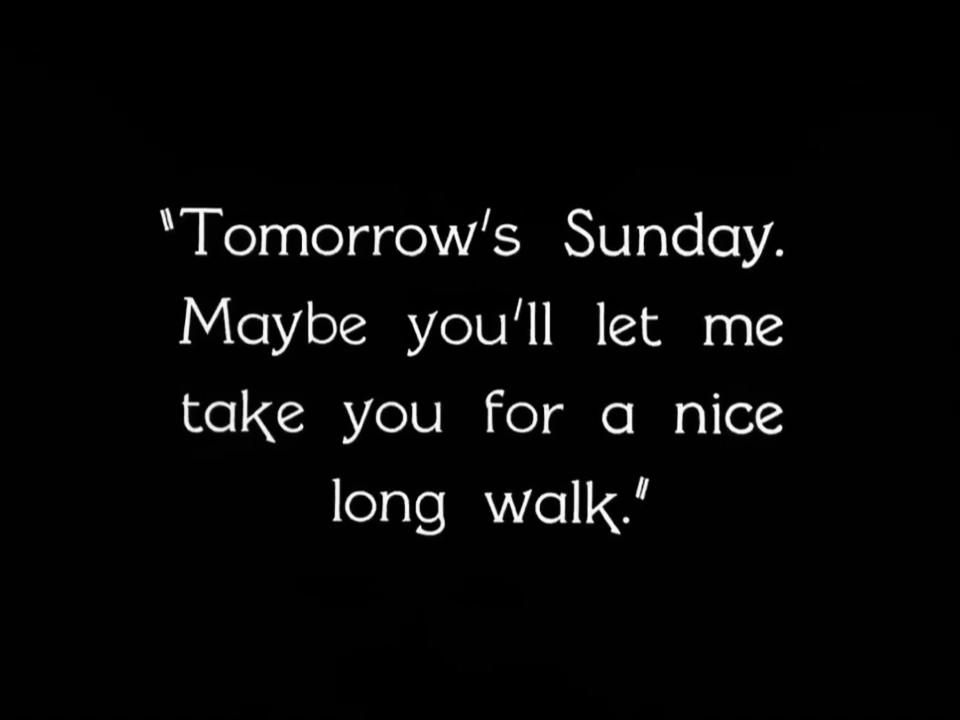 "Tomorrow's Sunday.
Maybe you'll let me
take you for a nice
long walk."